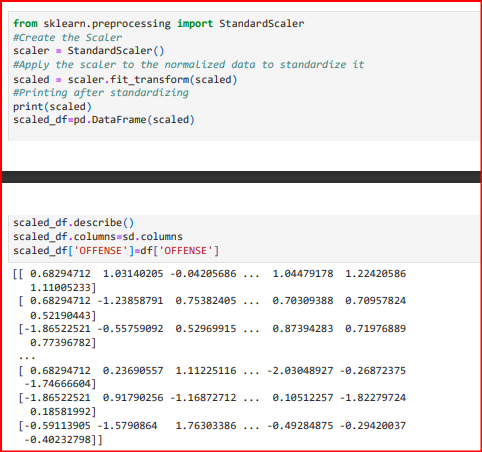 from sklearn.preprocessing import StandardScaler
#Create the Scaler
scaler = StandardScaler()
#Apply the scaler to the normalized data to standardize it
scaled = scaler.fit_transform(scaled)
#Printing after standardizing
print(scaled)
scaled_df=pd.DataFrame(scaled)
scaled_df.describe()
scaled_df.columns=sd.columns
scaled_df['OFFENSE']=df['OFFENSE']
[[ 0.68294712 1.03140205 -0.04205686 ... 1.04479178 1.22420586
1.11005233]
[ 0.68294712 -1.23858791 0.75382405 ... 0.70309388 0.70957824
0.52190443]
[-1.86522521 -0.55759092 0.52969915 ... 0.87394283 0.71976889
0.77396782]
...
[ 0.68294712 0.23690557 1.11225116 ... -2.03048927 -0.26872375
-1.74666604]
[-1.86522521 0.91790256 -1.16872712 ... 0.10512257 -1.82279724
0.18581992]
[-0.59113905 -1.5790864 1.76303386 ... -0.49284875 -0.29420037
-0.40232798]]